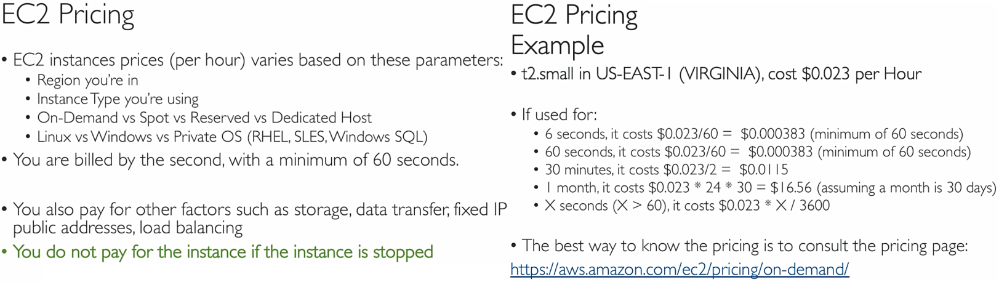 EC2 Pricing
• EC2 instances prices (per hour) varies based on these parameters:
• Region you're in
• Instance Type you're using
• On-Demand vs Spot vs Reserved vs Dedicated Host
• Linux vs Windows vs Private OS (RHEL, SLES, Windows SQL)
• You are billed by the second, with a minimum of 60 seconds.
• You also pay for other factors such as storage, data transfer, fixed IP
public addresses, load balancing
• You do not pay for the instance if the instance is stopped
EC2 Pricing
Example
• t2.small in US-EAST-1 (VIRGINIA), cost $0.023 per Hour
• If used for:
• 6 seconds, it costs $0.023/60 = $0.000383 (minimum of 60 seconds)
• 60 seconds, it costs $0.023/60 = $0.000383 (minimum of 60 seconds)
• 30 minutes, it costs $0.023/2 = $0.0115
• 1 month, it costs $0.023 * 24 * 30 = $16.56 (assuming a month is 30 days)
• X seconds (X > 60), it costs $0.023 * X / 3600
• The best way to know the pricing is to consult the pricing page:
https://aws.amazon.com/ec2/pricing/on-demand/